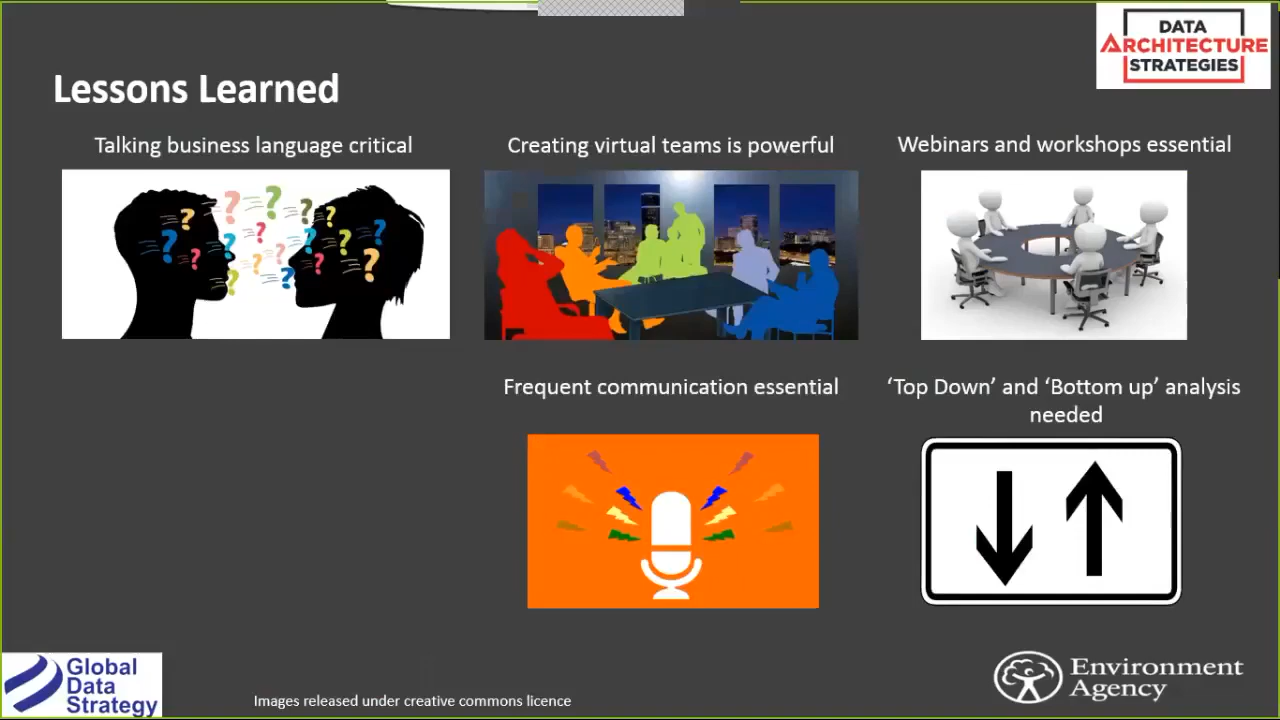 DATA
ARCHITECTURE
STRATEGIES
Lessons Learned
Talking business language critical
Creating virtual teams is powerful
Webinars and workshops essential
Frequent communication essential
‘Top Down’ and ‘Bottom up’ analysis
needed
Global
Data
Strategy
Images released under creative commons licence
Environment
Agency